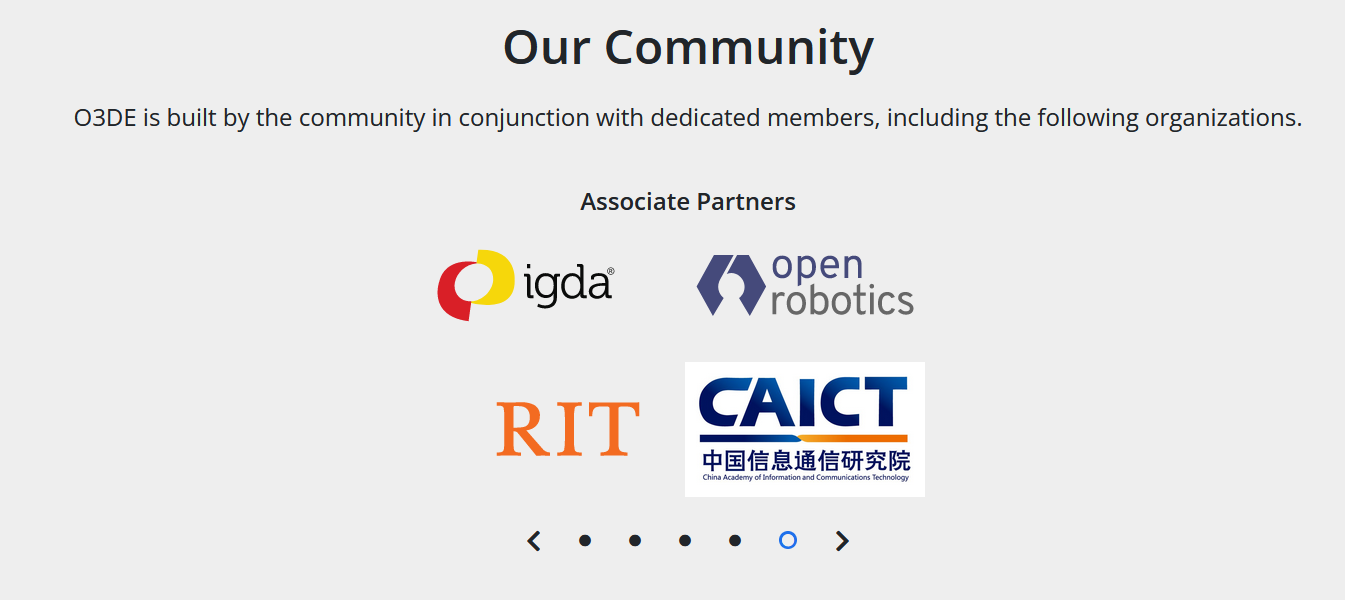 Our Community
O3DE is built by the community in conjunction with dedicated members, including the following organizations.
Associate Partners
igda®
open
robotics
RIT
CAICT
中国信息通信研究院
China Academy of Information and Communications Technology